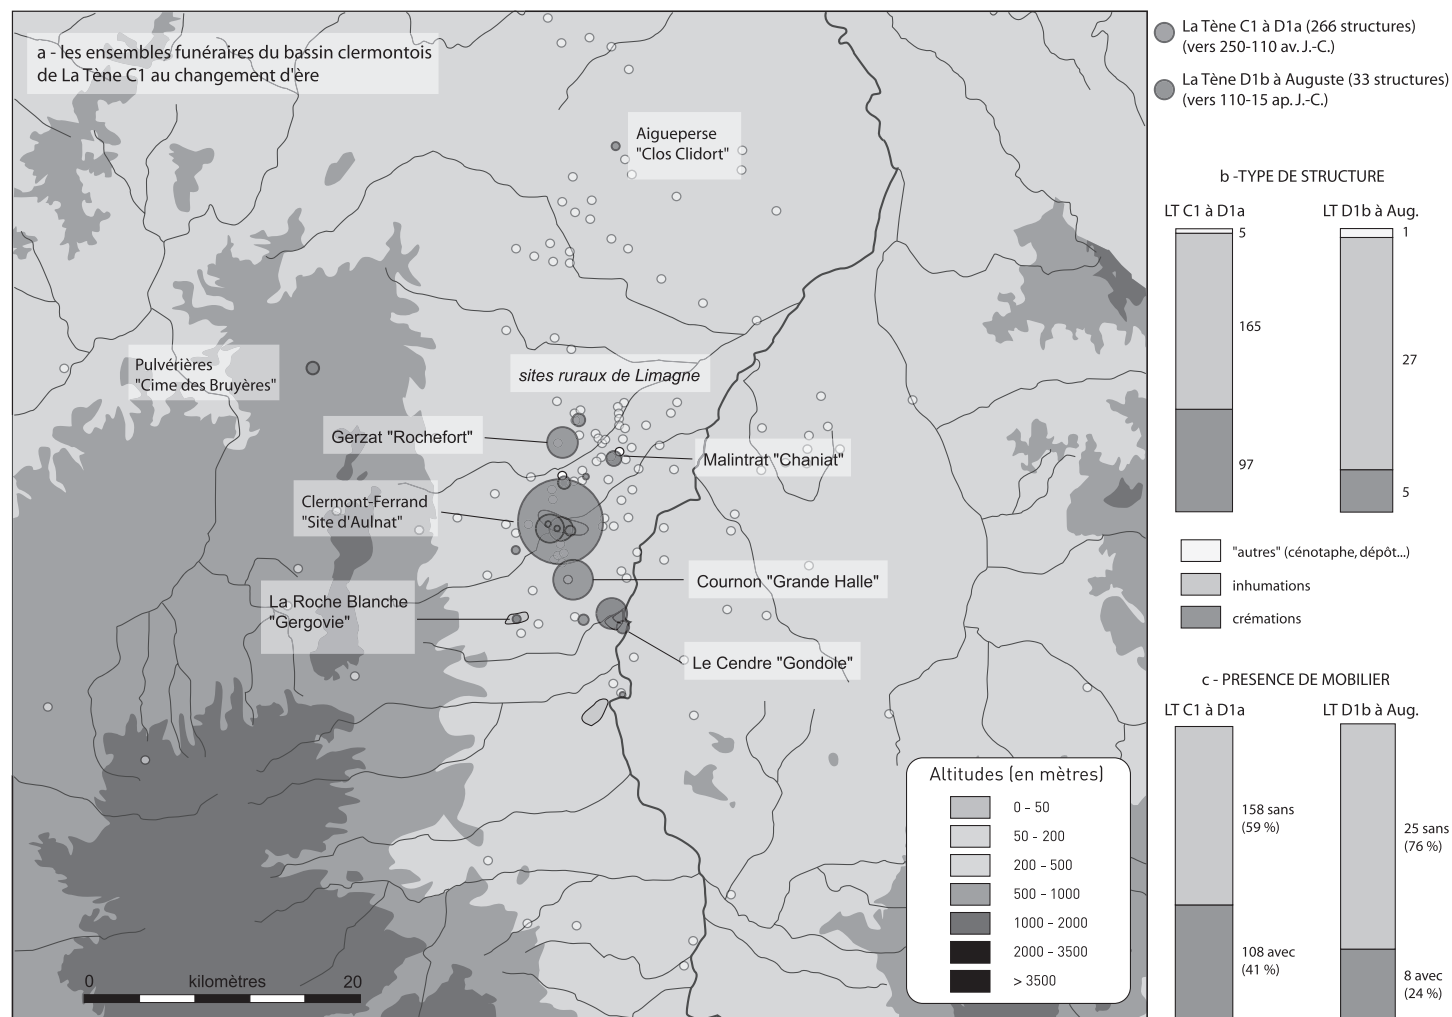 a - les ensembles funéraires du bassin clermontois
de La Tène C1 au changement d'ère
Aigueperse
"Clos Clidort"
Pulvérières
"Cime des Bruyères"
sites ruraux de Limagne
Gerzat "Rochefort"
Malintrat "Chaniat"
Clermont-Ferrand
"Site d'Aulnat"
Cournon "Grande Halle"
La Roche Blanche
"Gergovie"
Le Cendre "Gondole"
0 kilomètres 20
Altitudes (en mètres)
0 - 50
50 - 200
200 - 500
500 - 1000
1000 - 2000
2000 - 3500
> 3500
La Tène C1 à D1a (266 structures)
(vers 250-110 av. J.-C.)
La Tène D1b à Auguste (33 structures)
(vers 110-15 ap. J.-C.)
b -TYPE DE STRUCTURE
LT C1 à D1a
LT D1b à Aug.
5
1
165
27
97
5
"autres" (cénotaphe, dépôt...)
inhumations
crémations
c - PRESENCE DE MOBILIER
LT C1 à D1a
LT D1b à Aug.
158 sans
(59 %)
25 sans
(76 %)
108 avec
(41 %)
8 avec
(24 %)